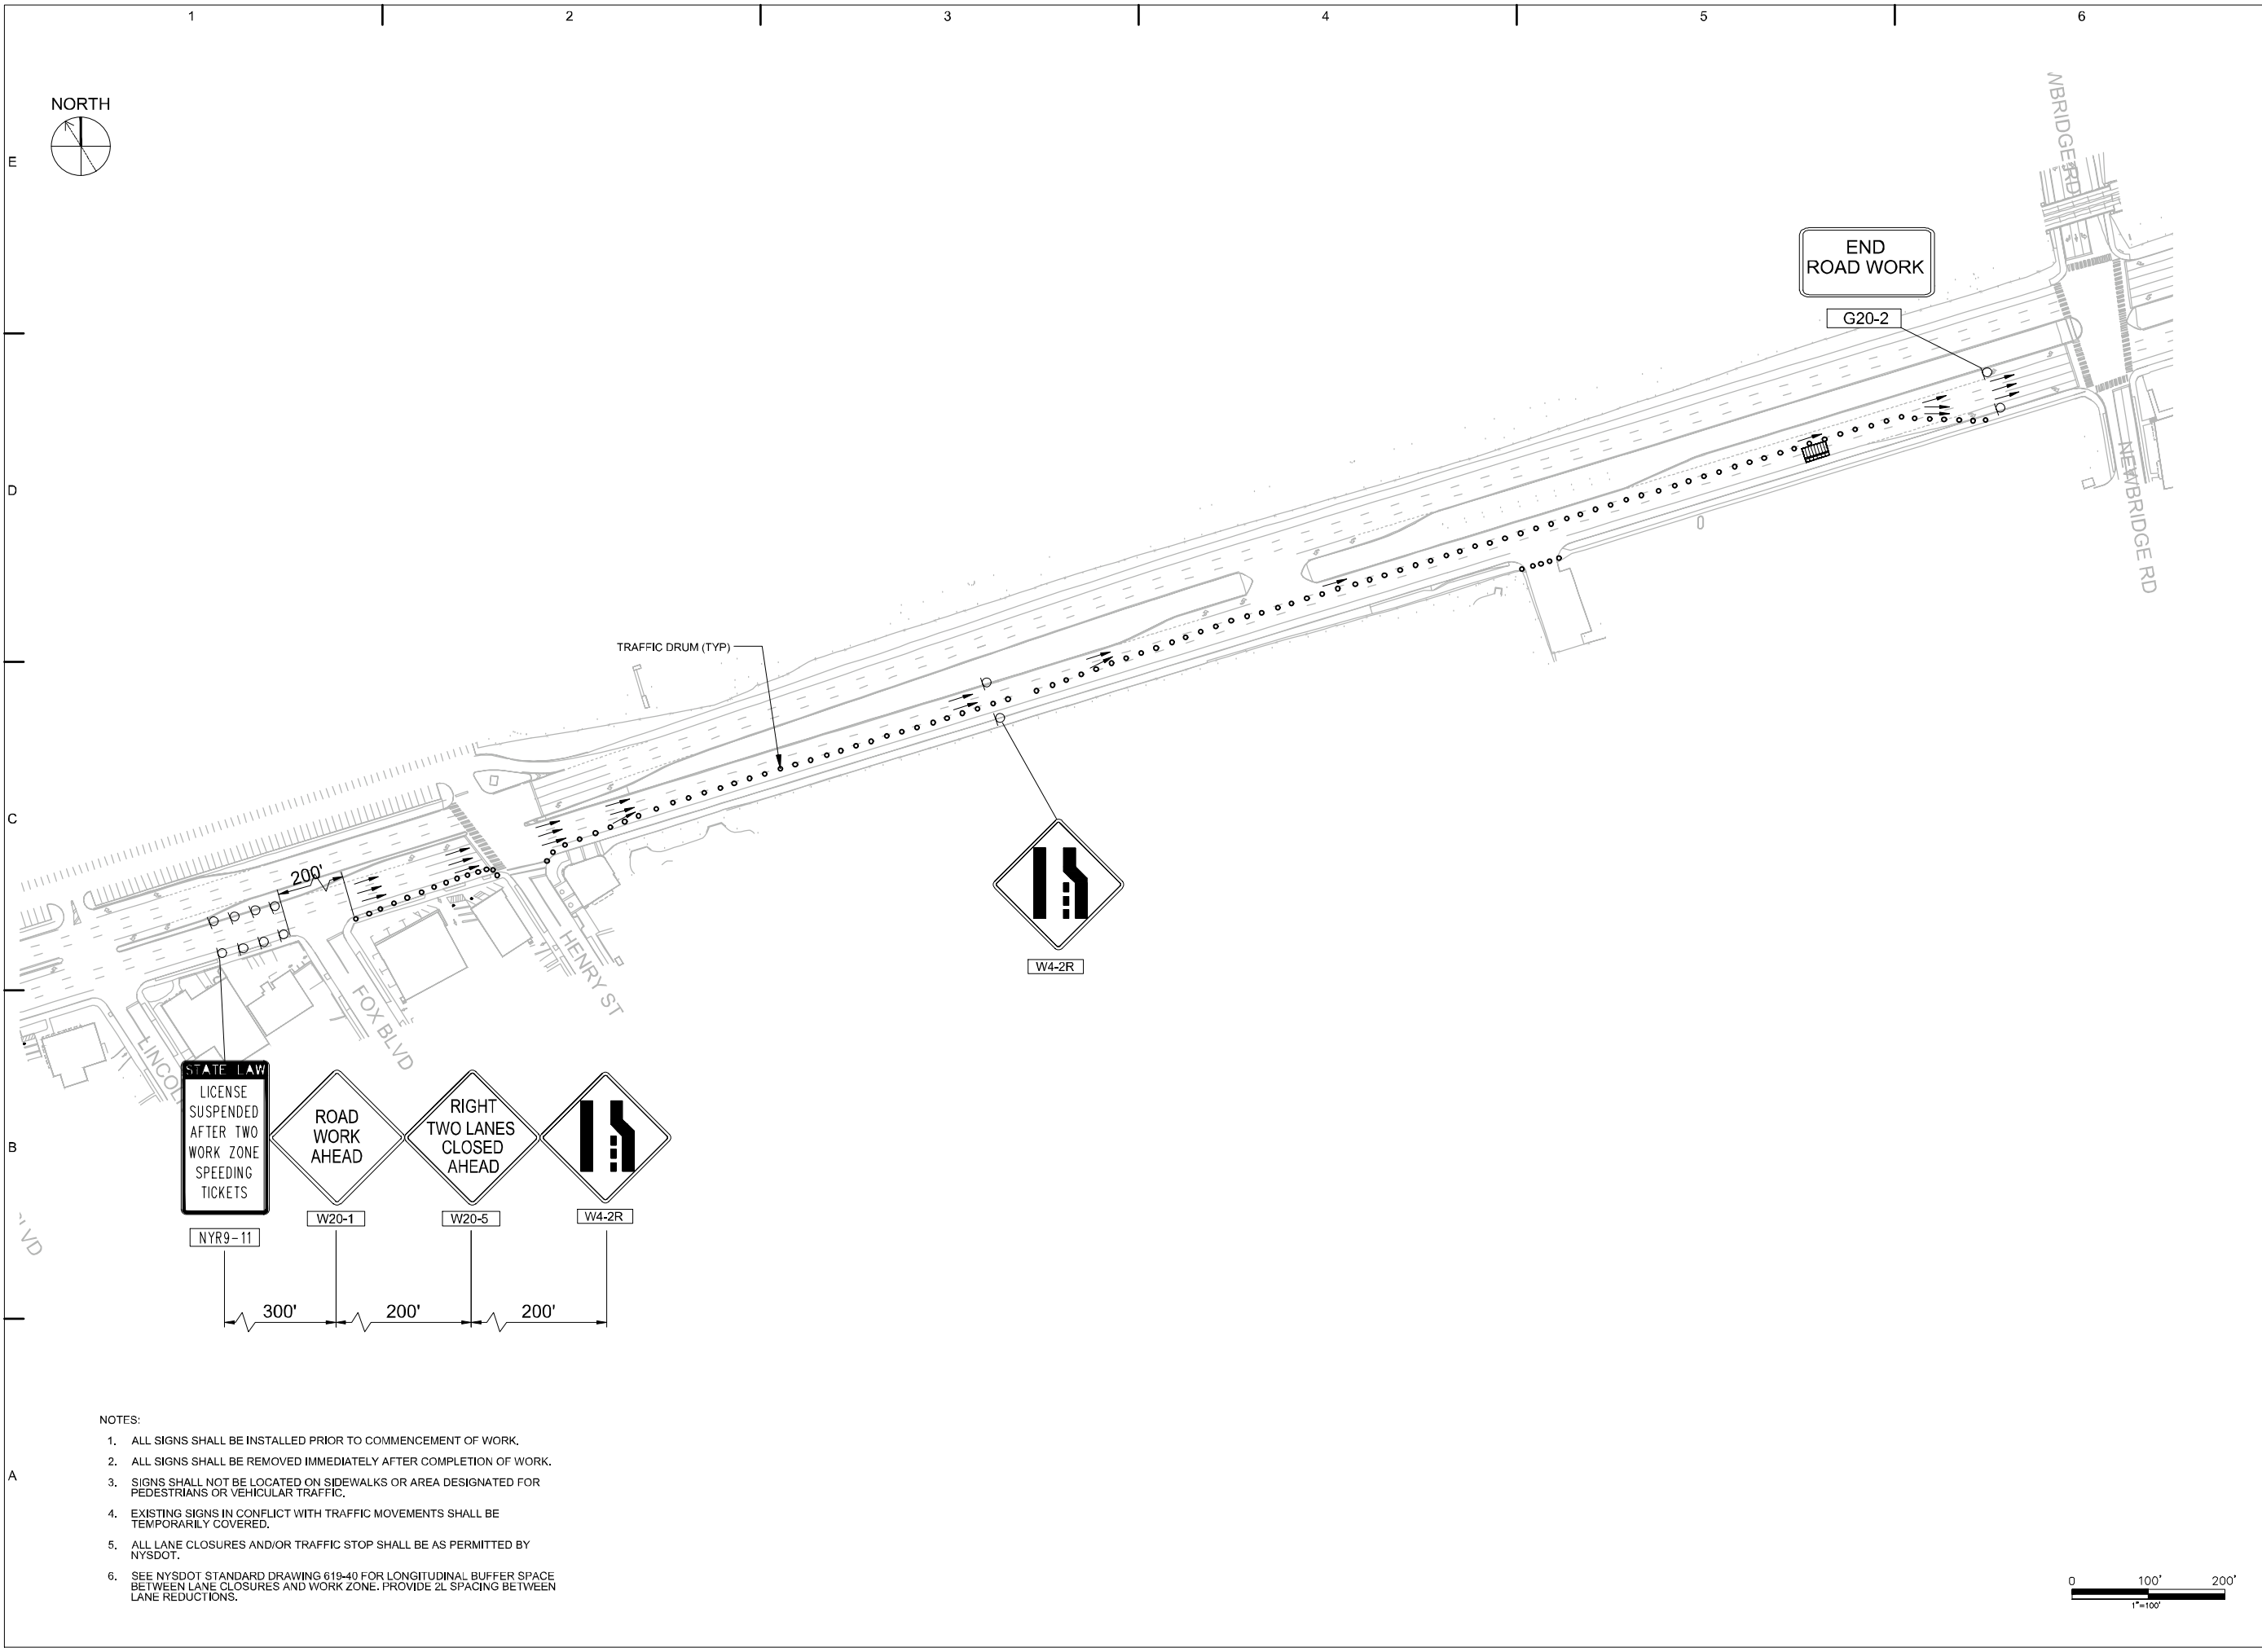 1 2 3 4 5 6
NORTH
E
D
C
B
A
WBRIDGE RD
END
ROAD WORK
G20-2
NEWBRIDGE RD
TRAFFIC DRUM (TYP)
200'
W4-2R
HENRY ST
FOX BLVD
STATE LAW
LICENSE
SUSPENDED
AFTER TWO
WORK ZONE
SPEEDING
TICKETS
NYR9-11
ROAD
WORK
AHEAD
W20-1
RIGHT
TWO LANES
CLOSED
AHEAD
W20-5
W4-2R
300' 200' 200'
NOTES:
1. ALL SIGNS SHALL BE INSTALLED PRIOR TO COMMENCEMENT OF WORK.
2. ALL SIGNS SHALL BE REMOVED IMMEDIATELY AFTER COMPLETION OF WORK.
3. SIGNS SHALL NOT BE LOCATED ON SIDEWALKS OR AREA DESIGNATED FOR
PEDESTRIANS OR VEHICULAR TRAFFIC.
4. EXISTING SIGNS IN CONFLICT WITH TRAFFIC MOVEMENTS SHALL BE
TEMPORARILY COVERED.
5. ALL LANE CLOSURES AND/OR TRAFFIC STOP SHALL BE AS PERMITTED BY
NYSDOT.
6. SEE NYSDOT STANDARD DRAWING 619-40 FOR LONGITUDINAL BUFFER SPACE
BETWEEN LANE CLOSURES AND WORK ZONE. PROVIDE 2L SPACING BETWEEN
LANE REDUCTIONS.
0 100' 200'
1"=100'